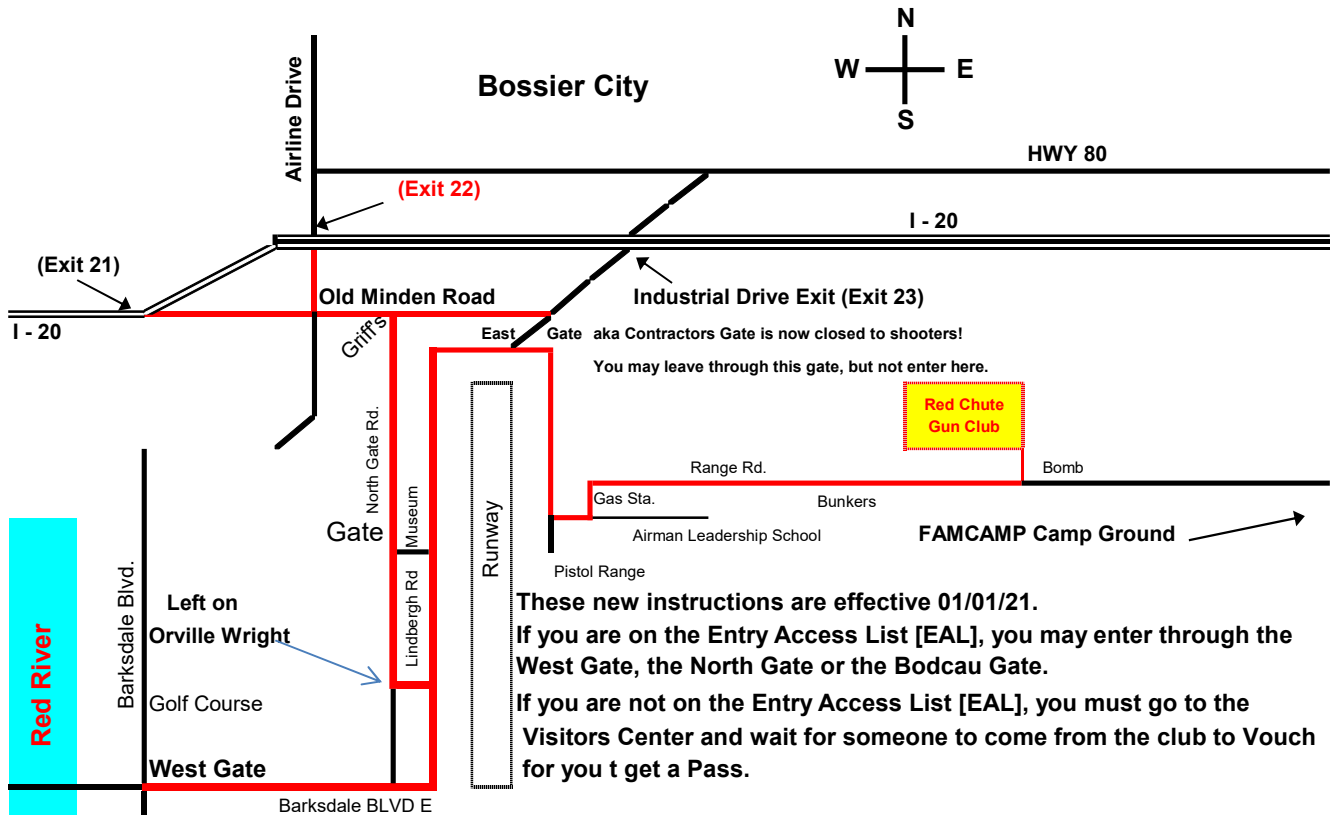 N
W E
S
Airline Drive
Bossier City
HWY 80
(Exit 22)
I - 20
(Exit 21)
Old Minden Road
Industrial Drive Exit (Exit 23)
I - 20
Griff's
East Gate aka Contractors Gate is now closed to shooters!
You may leave through this gate, but not enter here.
Red Chute
Gun Club
North Gate Rd.
Museum
Range Rd.
Bomb
Gas Sta.
Bunkers
Gate
Runway
Airman Leadership School
FAMCAMP Camp Ground
Pistol Range
Barksdale Blvd.
Lindbergh Rd
Left on
Orville Wright
These new instructions are effective 01/01/21.
If you are on the Entry Access List [EAL], you may enter through the
West Gate, the North Gate or the Bodcau Gate.
Red River
Golf Course
If you are not on the Entry Access List [EAL], you must go to the
Visitors Center and wait for someone to come from the club to Vouch
for you t get a Pass.
West Gate
Barksdale BLVD E